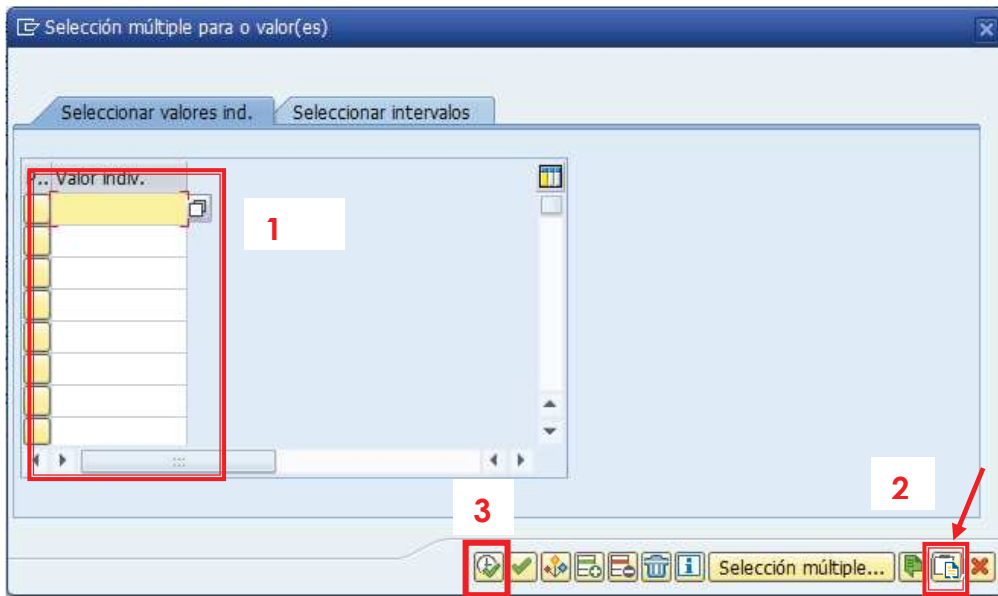 Selección múltiple para o valor(es)
Seleccionar valores ind.
Seleccionar intervalos
P.. Valor indiv.
1
2
3
Selección múltiple...